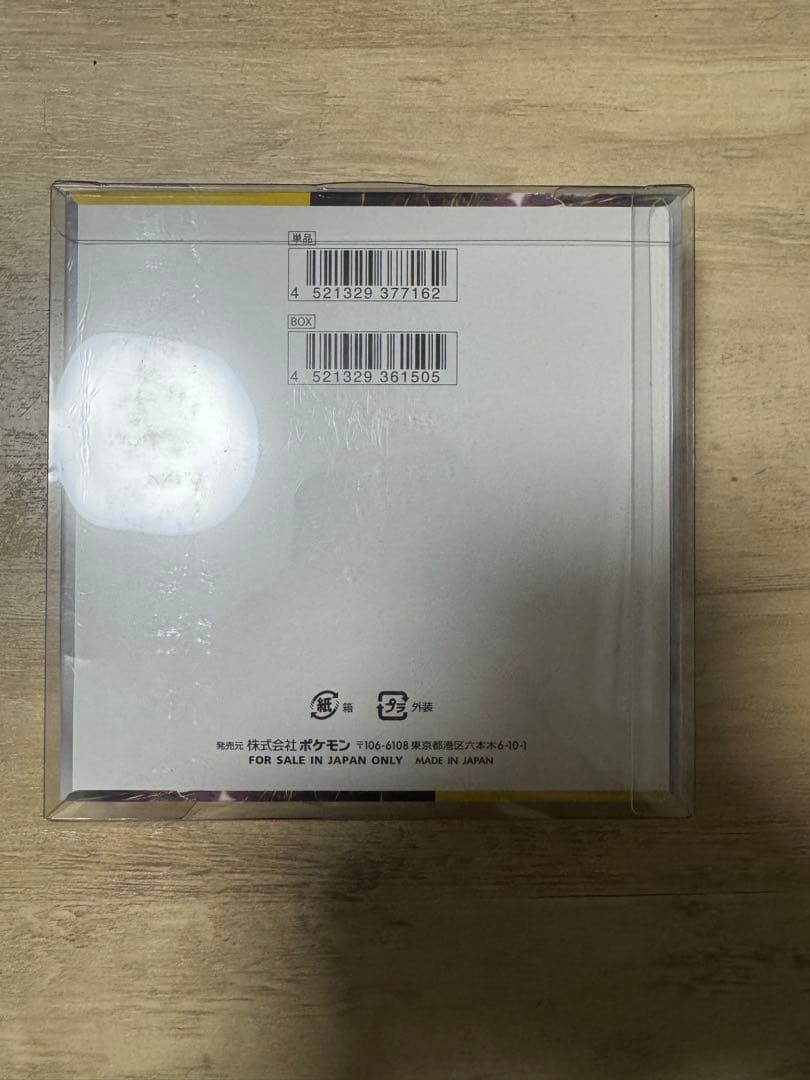 単品
4 521329 377162
BOX
4 521329 361505
紙 箱 プラ 外装
発売元 株式会社 ポケモン 〒106-6108 東京都港区六本木6-10-1
FOR SALE IN JAPAN ONLY MADE IN JAPAN